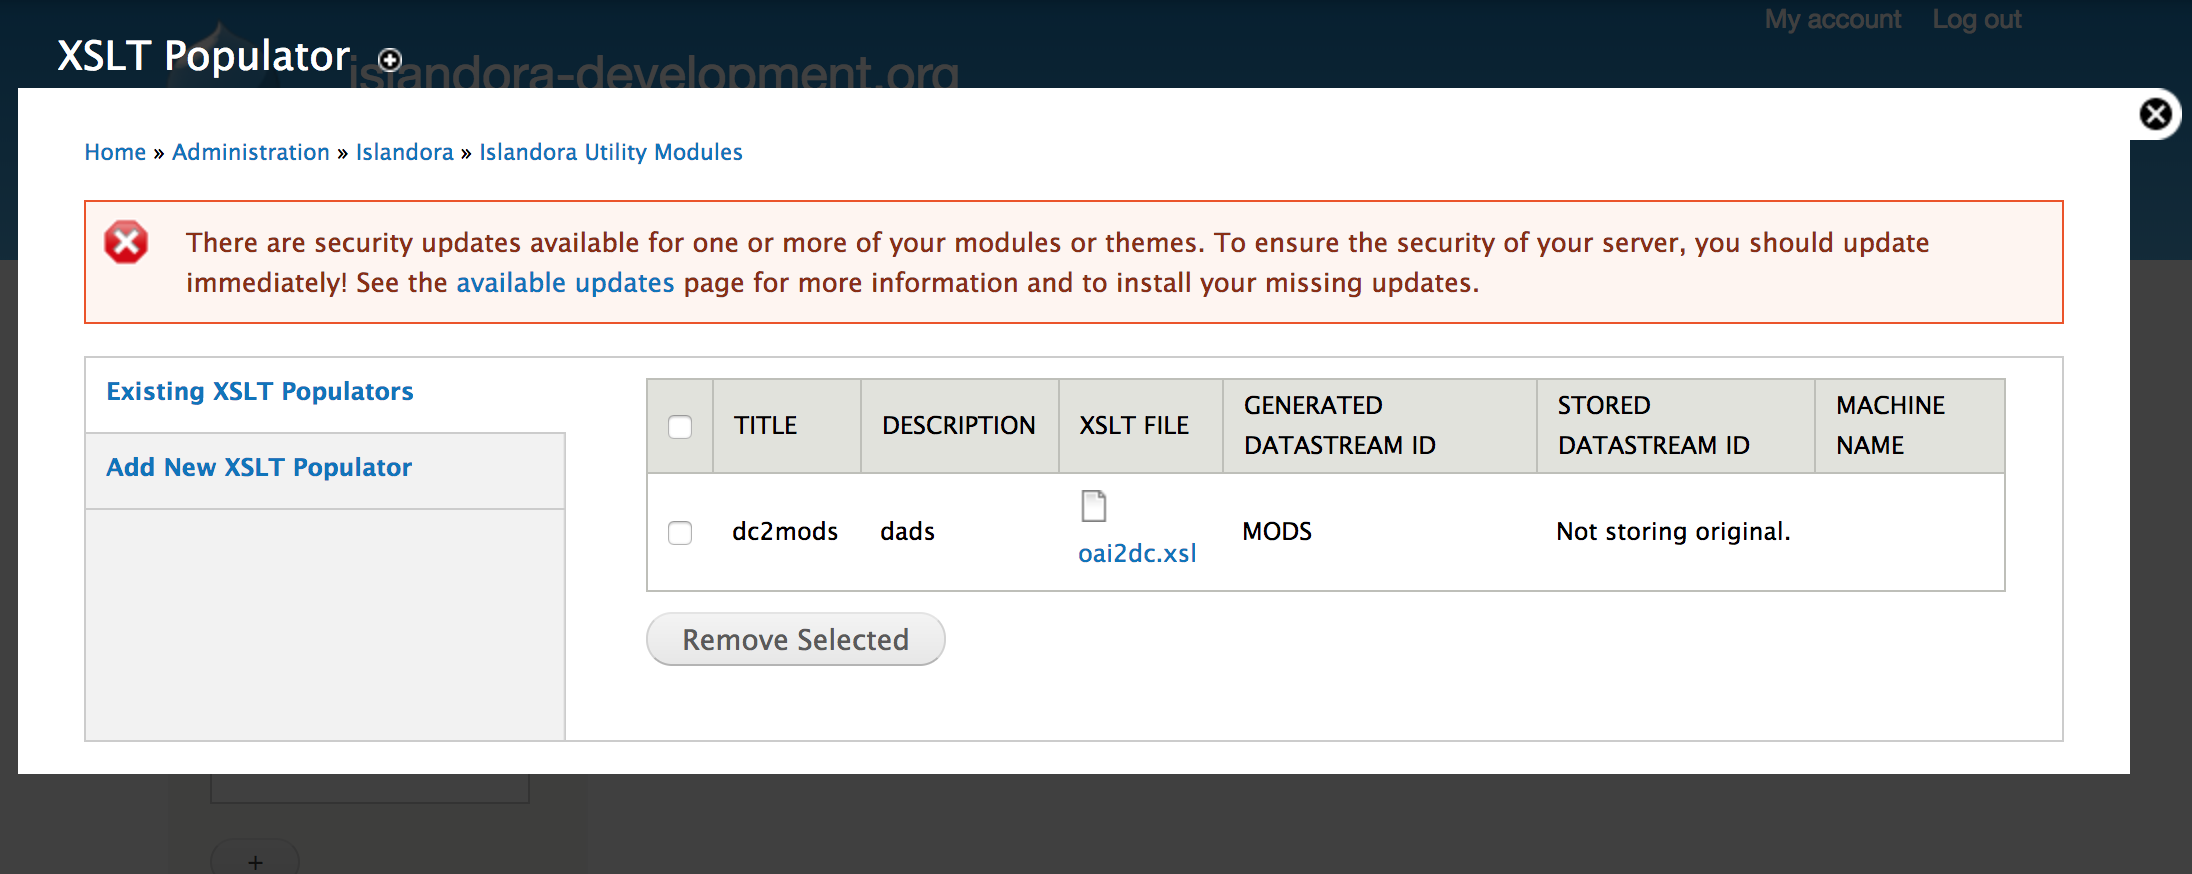 My account Log out
XSLT Populator
islandora-development.org
Home » Administration » Islandora » Islandora Utility Modules
There are security updates available for one or more of your modules or themes. To ensure the security of your server, you should update
immediately! See the available updates page for more information and to install your missing updates.
Existing XSLT Populators
Add New XSLT Populator
TITLE DESCRIPTION XSLT FILE GENERATED DATASTREAM ID STORED DATASTREAM ID MACHINE NAME
dc2mods dads oai2dc.xsl MODS Not storing original.
Remove Selected
+